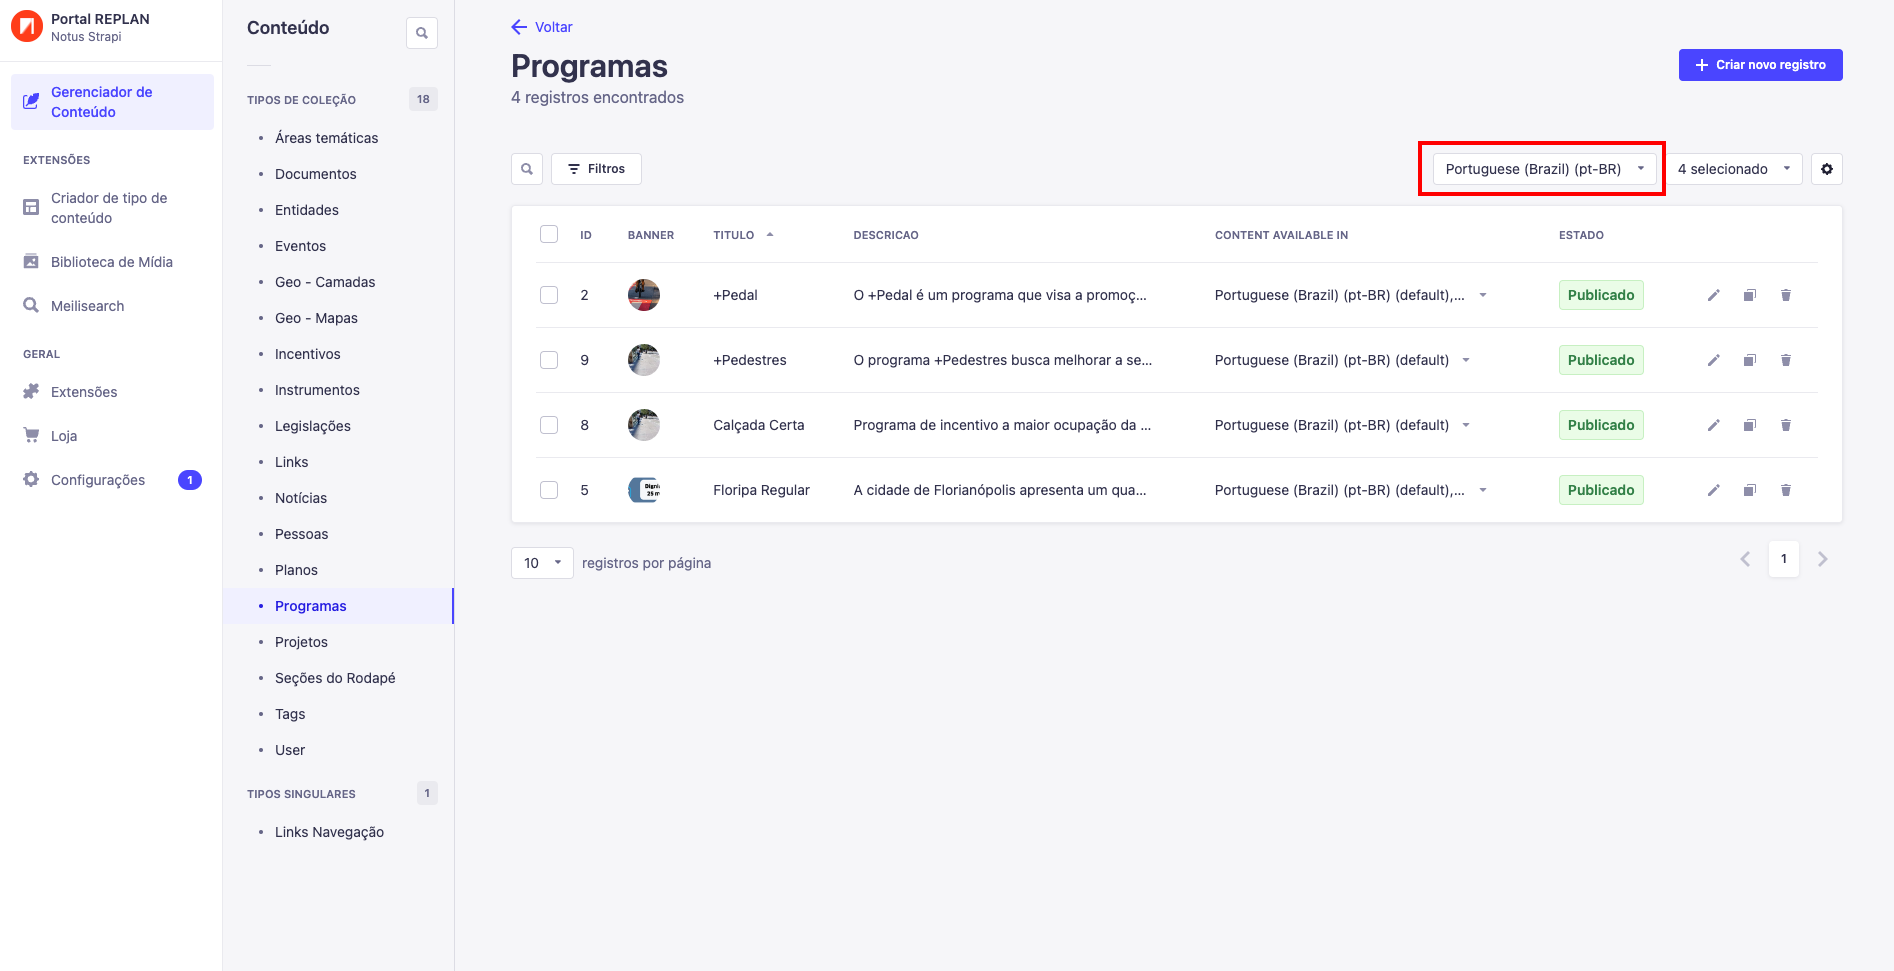 Portal REPLAN
Notus Strapi
Gerenciador de
Conteúdo
EXTENSÕES
Criador de tipo de
conteúdo
Biblioteca de Mídia
Meilisearch
GERAL
Extensões
Loja
Configurações
1
Conteúdo
TIPOS DE COLEÇÃO
18
Áreas temáticas
Documentos
Entidades
Eventos
Geo - Camadas
Geo - Mapas
Incentivos
Instrumentos
Legislações
Links
Notícias
Pessoas
Planos
Programas
Projetos
Seções do Rodapé
Tags
User
TIPOS SINGULARES
1
Links Navegação
Voltar
Programas
4 registros encontrados
Criar novo registro
Filtros
Portuguese (Brazil) (pt-BR)
4 selecionado
ID BANNER TITULO DESCRICAO CONTENT AVAILABLE IN ESTADO
2 +Pedal O +Pedal é um programa que visa a promoç... Portuguese (Brazil) (pt-BR) (default),... Publicado
9 +Pedestres O programa +Pedestres busca melhorar a se... Portuguese (Brazil) (pt-BR) (default) Publicado
8 Calçada Certa Programa de incentivo a maior ocupação da ... Portuguese (Brazil) (pt-BR) (default) Publicado
5 Floripa Regular A cidade de Florianópolis apresenta um qua... Portuguese (Brazil) (pt-BR) (default),... Publicado
10 registros por página
1